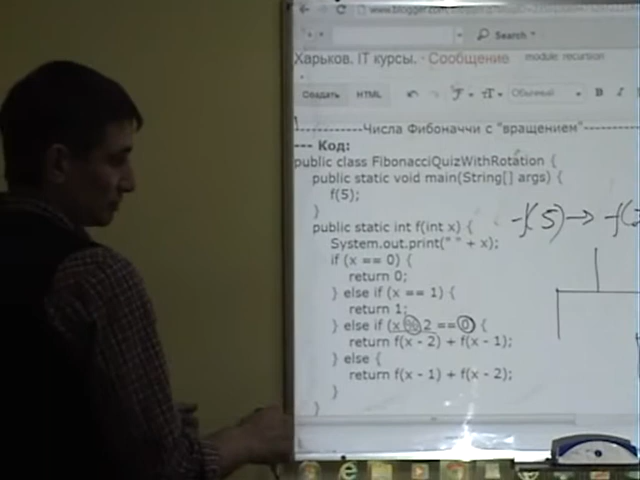 www.blogger.com
Search
Харьков. IT курсы. · Сообщение module recursion
Создать HTML Обычный B I
------------Числа Фибоначчи с "вращением"---------
--- Код:
public class FibonacciQuizWithRotation {
public static void main(String[] args) {
f(5);
}
public static int f(int x) {
System.out.print(" " + x);
if (x == 0) {
return 0;
} else if (x == 1) {
return 1;
} else if (x % 2 == 0) {
return f(x - 2) + f(x - 1);
} else {
return f(x - 1) + f(x - 2);
}
}
f(5) → f(